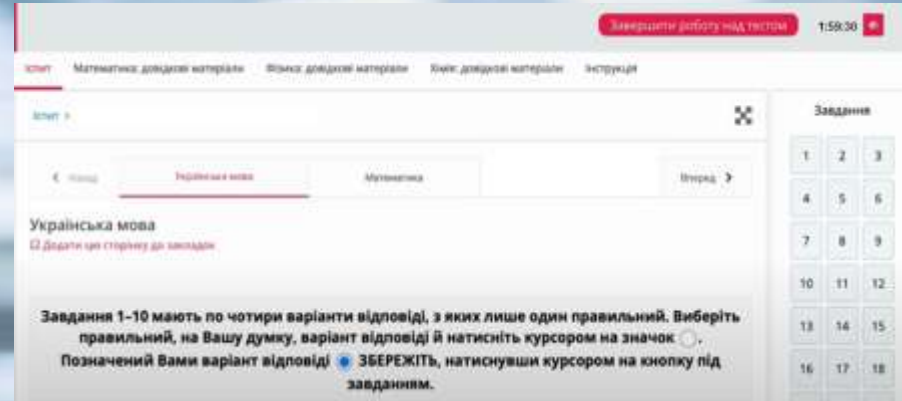 Завершити роботу над тестом 1:59:30
Іспит Математика: довідкові матеріали Фізика: довідкові матеріали Хімія: довідкові матеріали Інструкція
Іспит >
Завдання
1 2 3
Назад Українська мова Математика Вперед
4 5 6
Українська мова
Додати цю сторінку до закладок
7 8 9
10 11 12
Завдання 1–10 мають по чотири варіанти відповіді, з яких лише один правильний. Виберіть
правильний, на Вашу думку, варіант відповіді й натисніть курсором на значок .
13 14 15
Позначений Вами варіант відповіді ЗБЕРЕЖІТЬ, натиснувши курсором на кнопку під
завданням.
16 17 18